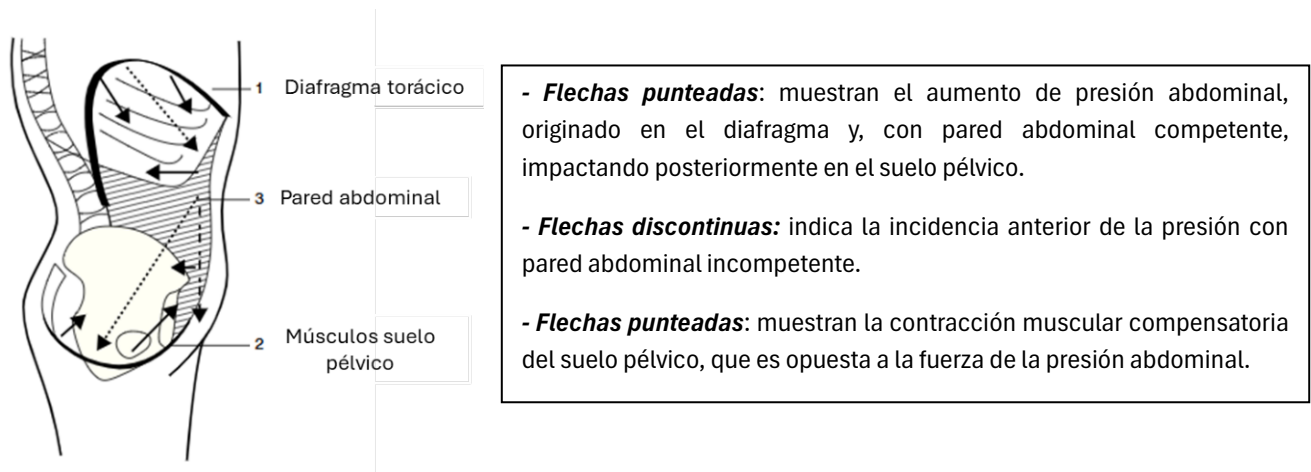 1 Diafragma torácico
3 Pared abdominal
2 Músculos suelo
pélvico
- Flechas punteadas: muestran el aumento de presión abdominal,
originado en el diafragma y, con pared abdominal competente,
impactando posteriormente en el suelo pélvico.
- Flechas discontinuas: indica la incidencia anterior de la presión con
pared abdominal incompetente.
- Flechas punteadas: muestran la contracción muscular compensatoria
del suelo pélvico, que es opuesta a la fuerza de la presión abdominal.